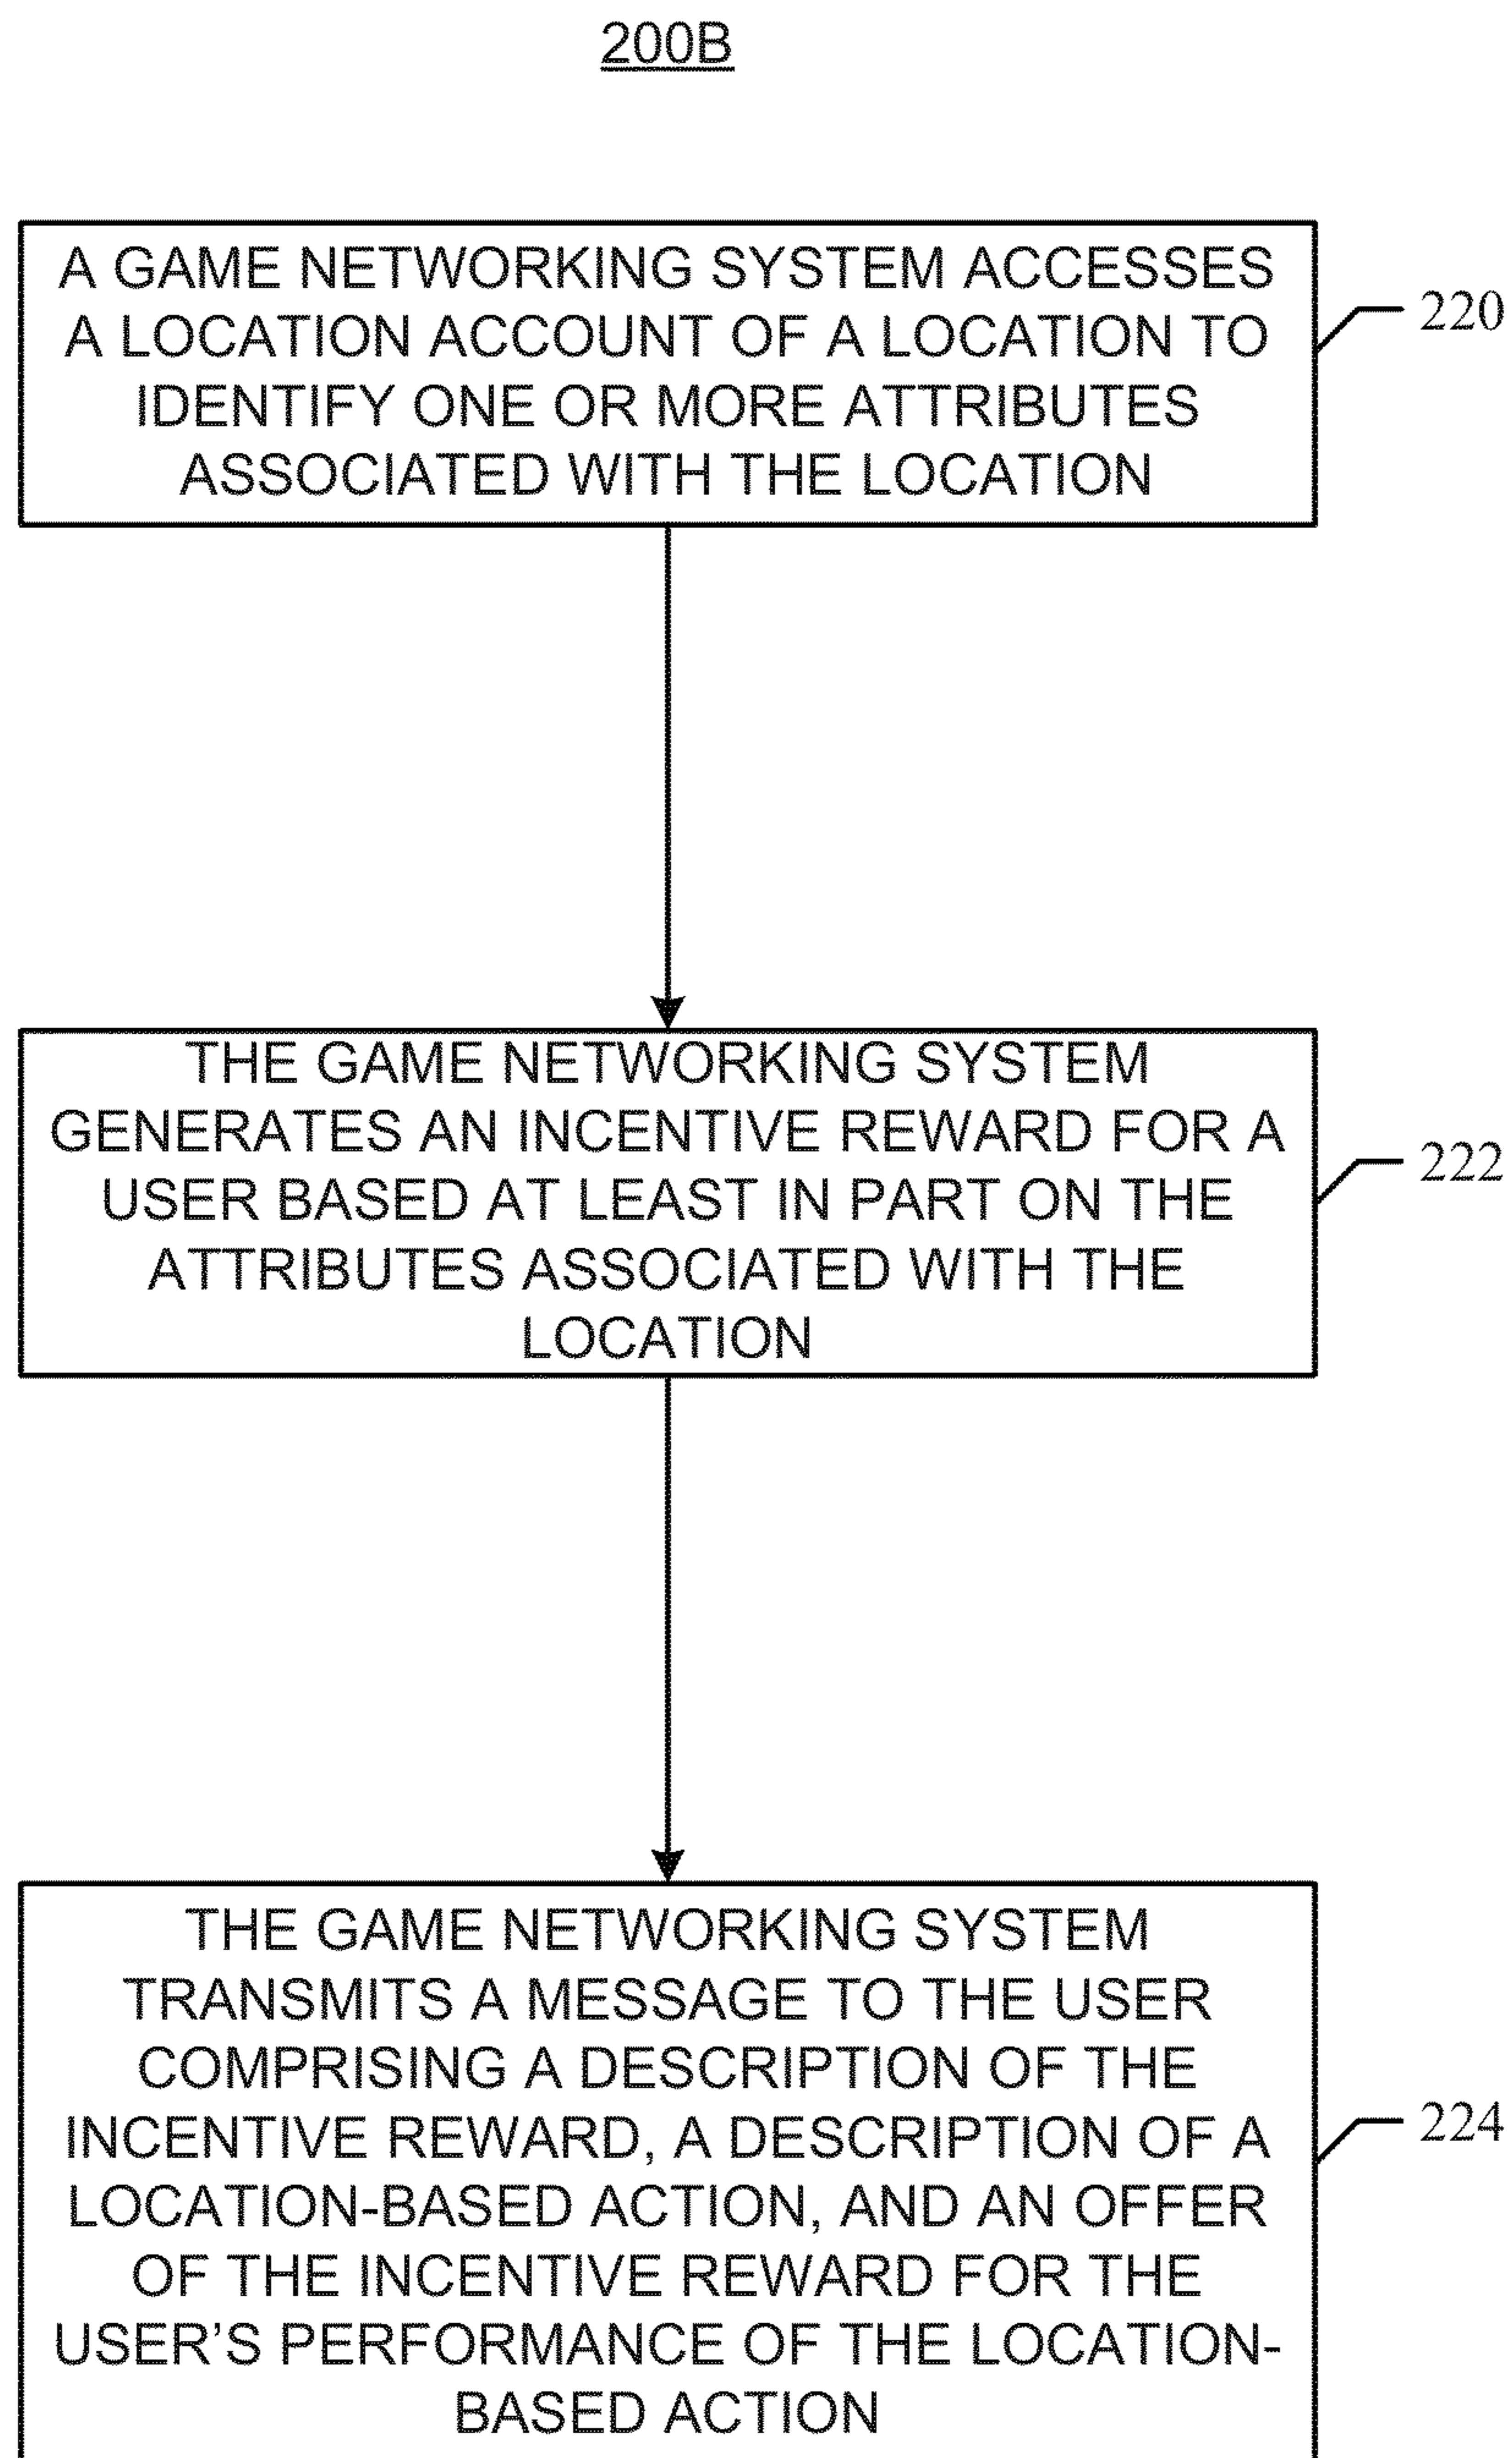 200B
A GAME NETWORKING SYSTEM ACCESSES
A LOCATION ACCOUNT OF A LOCATION TO
IDENTIFY ONE OR MORE ATTRIBUTES
ASSOCIATED WITH THE LOCATION
220
THE GAME NETWORKING SYSTEM
GENERATES AN INCENTIVE REWARD FOR A
USER BASED AT LEAST IN PART ON THE
ATTRIBUTES ASSOCIATED WITH THE
LOCATION
222
THE GAME NETWORKING SYSTEM
TRANSMITS A MESSAGE TO THE USER
COMPRISING A DESCRIPTION OF THE
INCENTIVE REWARD, A DESCRIPTION OF A
LOCATION-BASED ACTION, AND AN OFFER
OF THE INCENTIVE REWARD FOR THE
USER’S PERFORMANCE OF THE LOCATION-
BASED ACTION
224